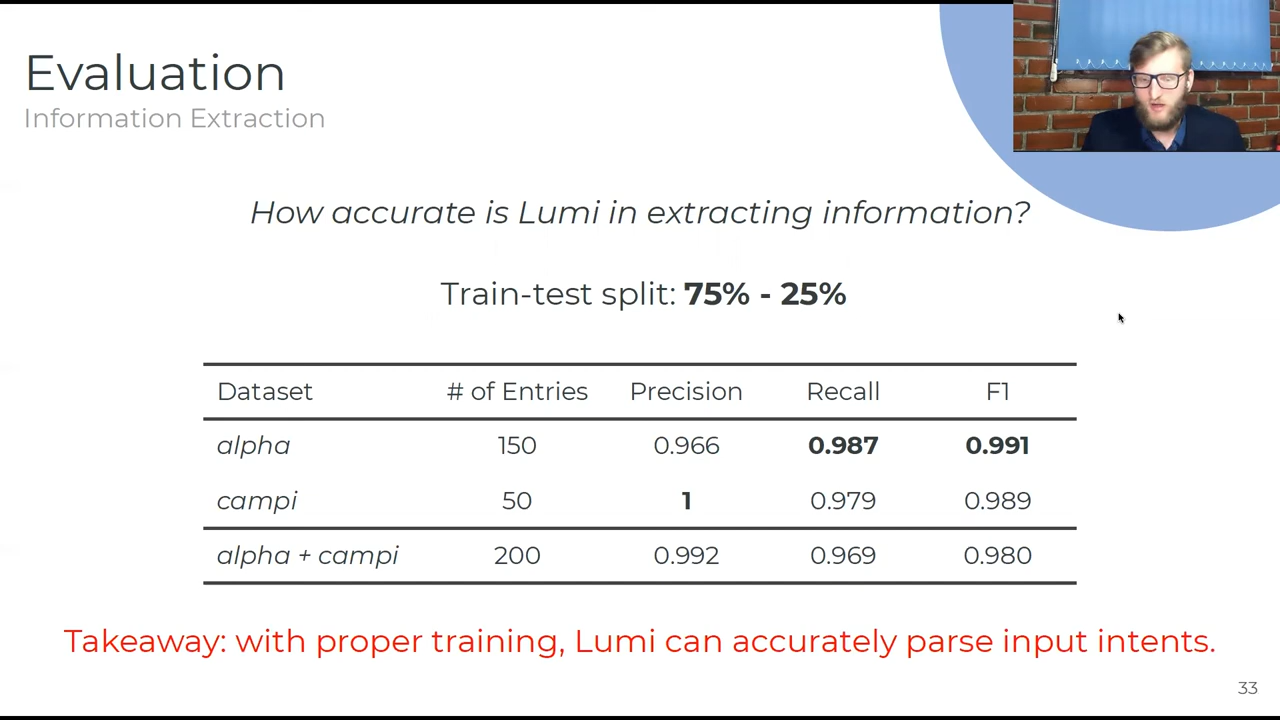 Evaluation
Information Extraction
How accurate is Lumi in extracting information?
Train-test split: 75% - 25%
Dataset # of Entries Precision Recall F1
alpha 150 0.966 0.987 0.991
campi 50 1 0.979 0.989
alpha + campi 200 0.992 0.969 0.980
Takeaway: with proper training, Lumi can accurately parse input intents.
33